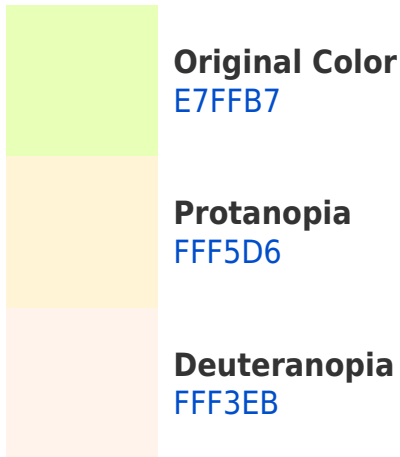 Original Color
E7FFB7
Protanopia
FFF5D6
Deuteranopia
FFF3EB